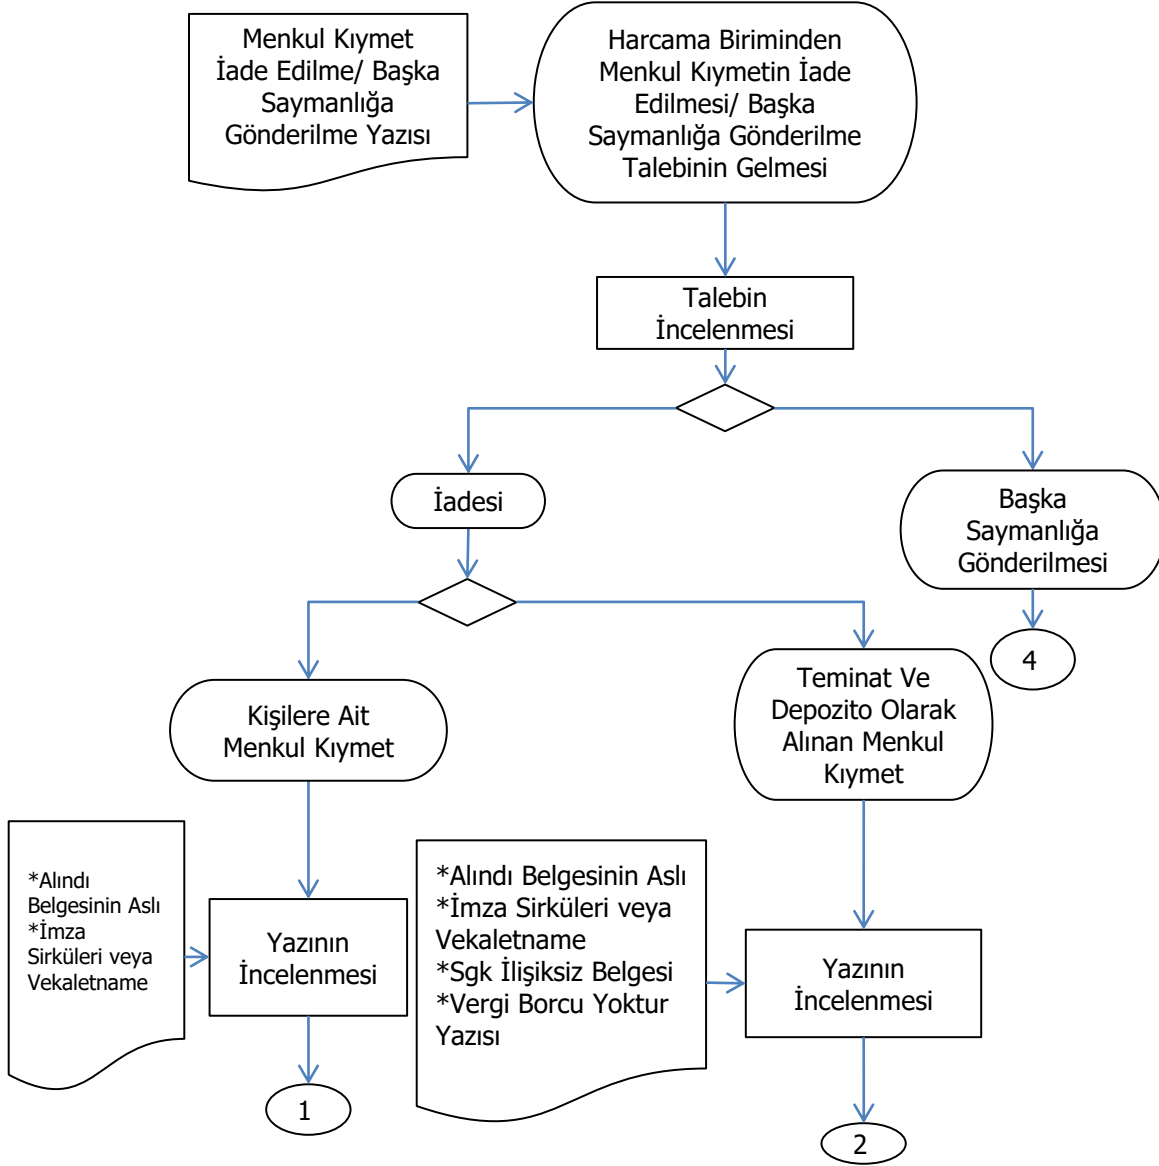 Menkul Kıymet
İade Edilme/ Başka
Saymanlığa
Gönderilme Yazısı
Harcama Biriminden
Menkul Kıymetin İade
Edilmesi/ Başka
Saymanlığa Gönderilme
Talebinin Gelmesi
Talebin
İncelenmesi
İadesi
Başka
Saymanlığa
Gönderilmesi
4
Kişilere Ait
Menkul Kıymet
Teminat Ve
Depozito Olarak
Alınan Menkul
Kıymet
*Alındı
Belgesinin Aslı
*İmza
Sirküleri veya
Vekaletname
Yazının
İncelenmesi
*Alındı Belgesinin Aslı
*İmza Sirküleri veya
Vekaletname
*Sgk İlişiksiz Belgesi
*Vergi Borcu Yoktur
Yazısı
Yazının
İncelenmesi
1
2